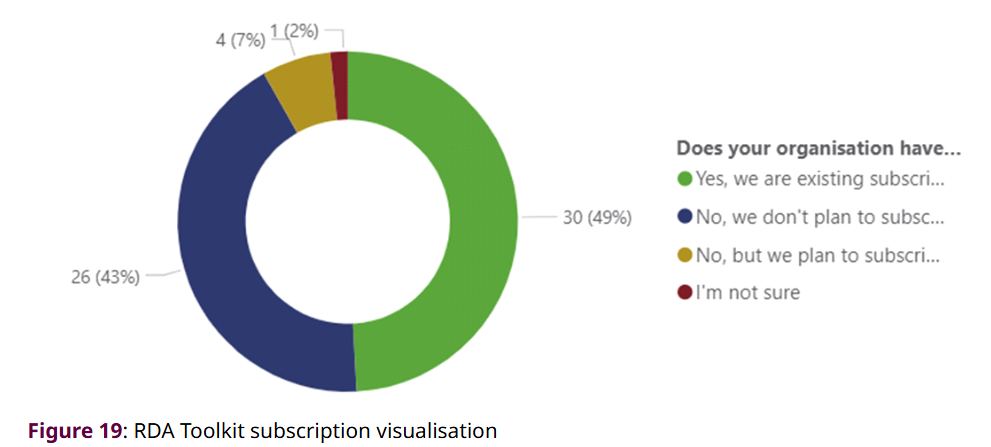 1 (2%)
4 (7%)
30 (49%)
26 (43%)
Does your organisation have...
Yes, we are existing subscri...
No, we don't plan to subsc...
No, but we plan to subscri...
I'm not sure
Figure 19: RDA Toolkit subscription visualisation